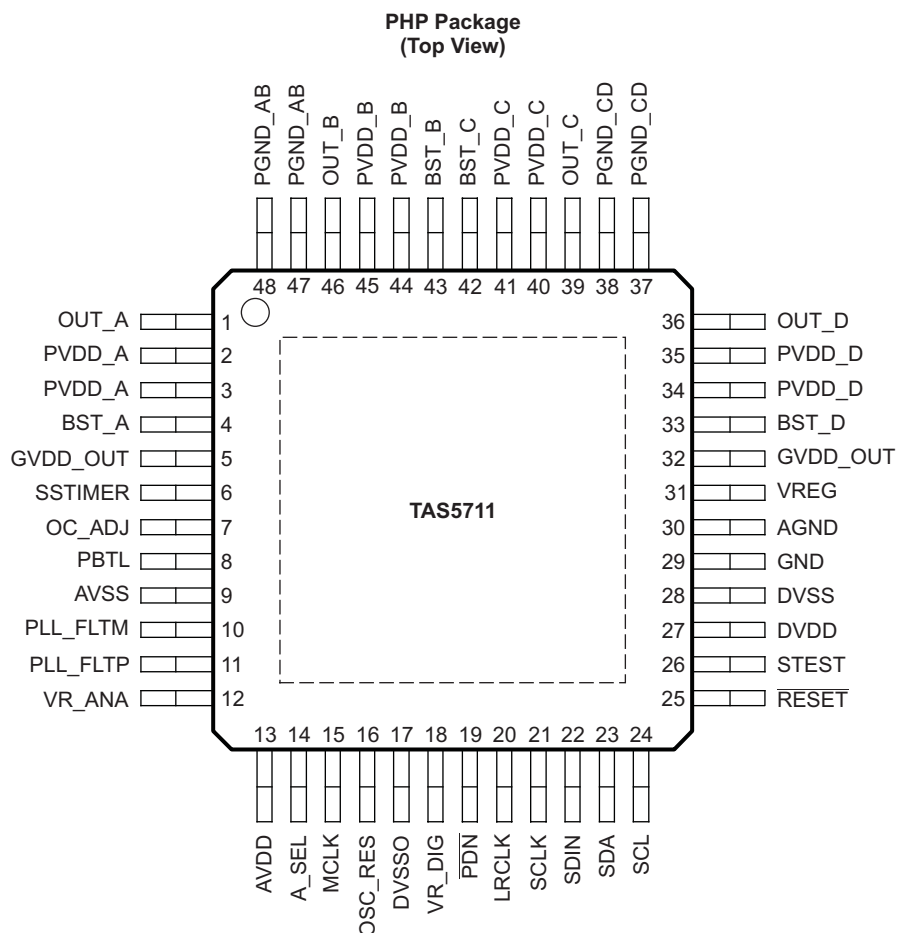 PHP Package
(Top View)
PGND_AB
PGND_AB
OUT_B
PVDD_B
PVDD_B
BST_B
BST_C
PVDD_C
PVDD_C
OUT_C
PGND_CD
PGND_CD
48 47 46 45 44 43 42 41 40 39 38 37
OUT_A 1 36 OUT_D
PVDD_A 2 35 PVDD_D
PVDD_A 3 34 PVDD_D
BST_A 4 33 BST_D
GVDD_OUT 5 32 GVDD_OUT
SSTIMER 6 31 VREG
OC_ADJ 7 TAS5711 30 AGND
PBTL 8 29 GND
AVSS 9 28 DVSS
PLL_FLTM 10 27 DVDD
PLL_FLTP 11 26 STEST
VR_ANA 12 25 RESET
13 14 15 16 17 18 19 20 21 22 23 24
AVDD
A_SEL
MCLK
OSC_RES
DVSSO
VR_DIG
PDN
LRCLK
SCLK
SDIN
SDA
SCL